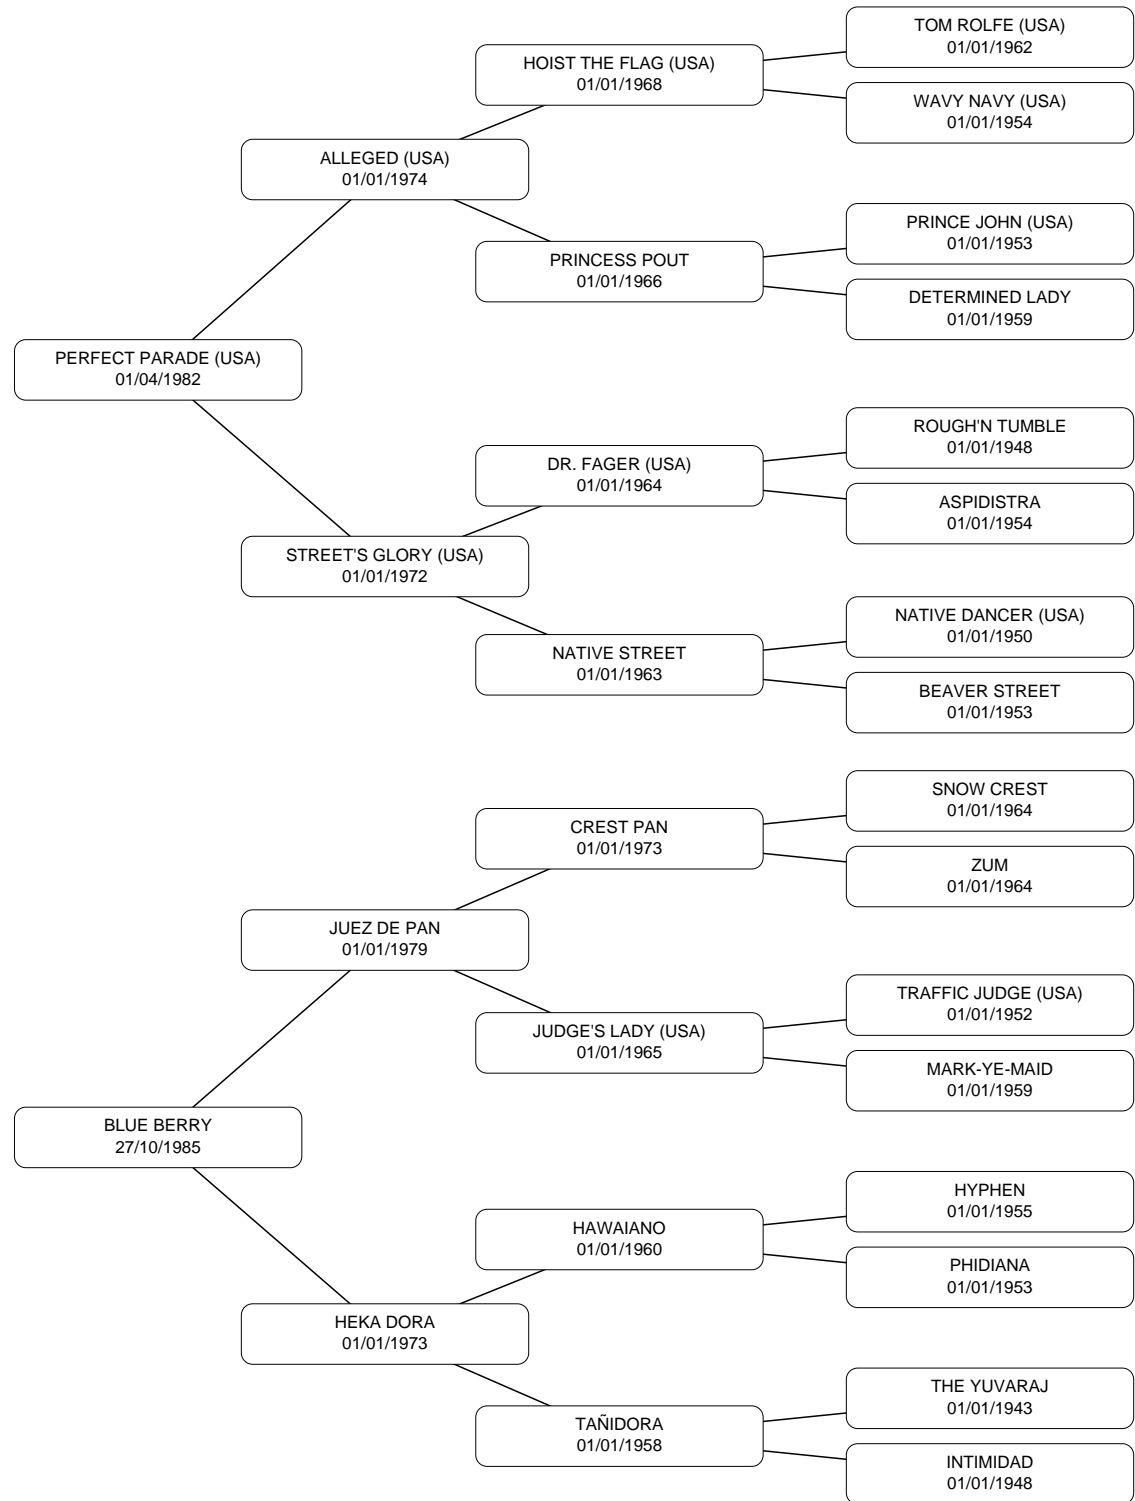 TOM ROLFE (USA)
01/01/1962
HOIST THE FLAG (USA)
01/01/1968
WAVY NAVY (USA)
01/01/1954
ALLEGED (USA)
01/01/1974
PRINCE JOHN (USA)
01/01/1953
PRINCESS POUT
01/01/1966
DETERMINED LADY
01/01/1959
PERFECT PARADE (USA)
01/04/1982
ROUGH'N TUMBLE
01/01/1948
DR. FAGER (USA)
01/01/1964
ASPIDISTRA
01/01/1954
STREET'S GLORY (USA)
01/01/1972
NATIVE DANCER (USA)
01/01/1950
NATIVE STREET
01/01/1963
BEAVER STREET
01/01/1953
SNOW CREST
01/01/1964
CREST PAN
01/01/1973
ZUM
01/01/1964
JUEZ DE PAN
01/01/1979
TRAFFIC JUDGE (USA)
01/01/1952
JUDGE'S LADY (USA)
01/01/1965
MARK-YE-MAID
01/01/1959
BLUE BERRY
27/10/1985
HYPHEN
01/01/1955
HAWAIANO
01/01/1960
PHIDIANA
01/01/1953
HEKA DORA
01/01/1973
THE YUVARAJ
01/01/1943
TAÑIDORA
01/01/1958
INTIMIDAD
01/01/1948